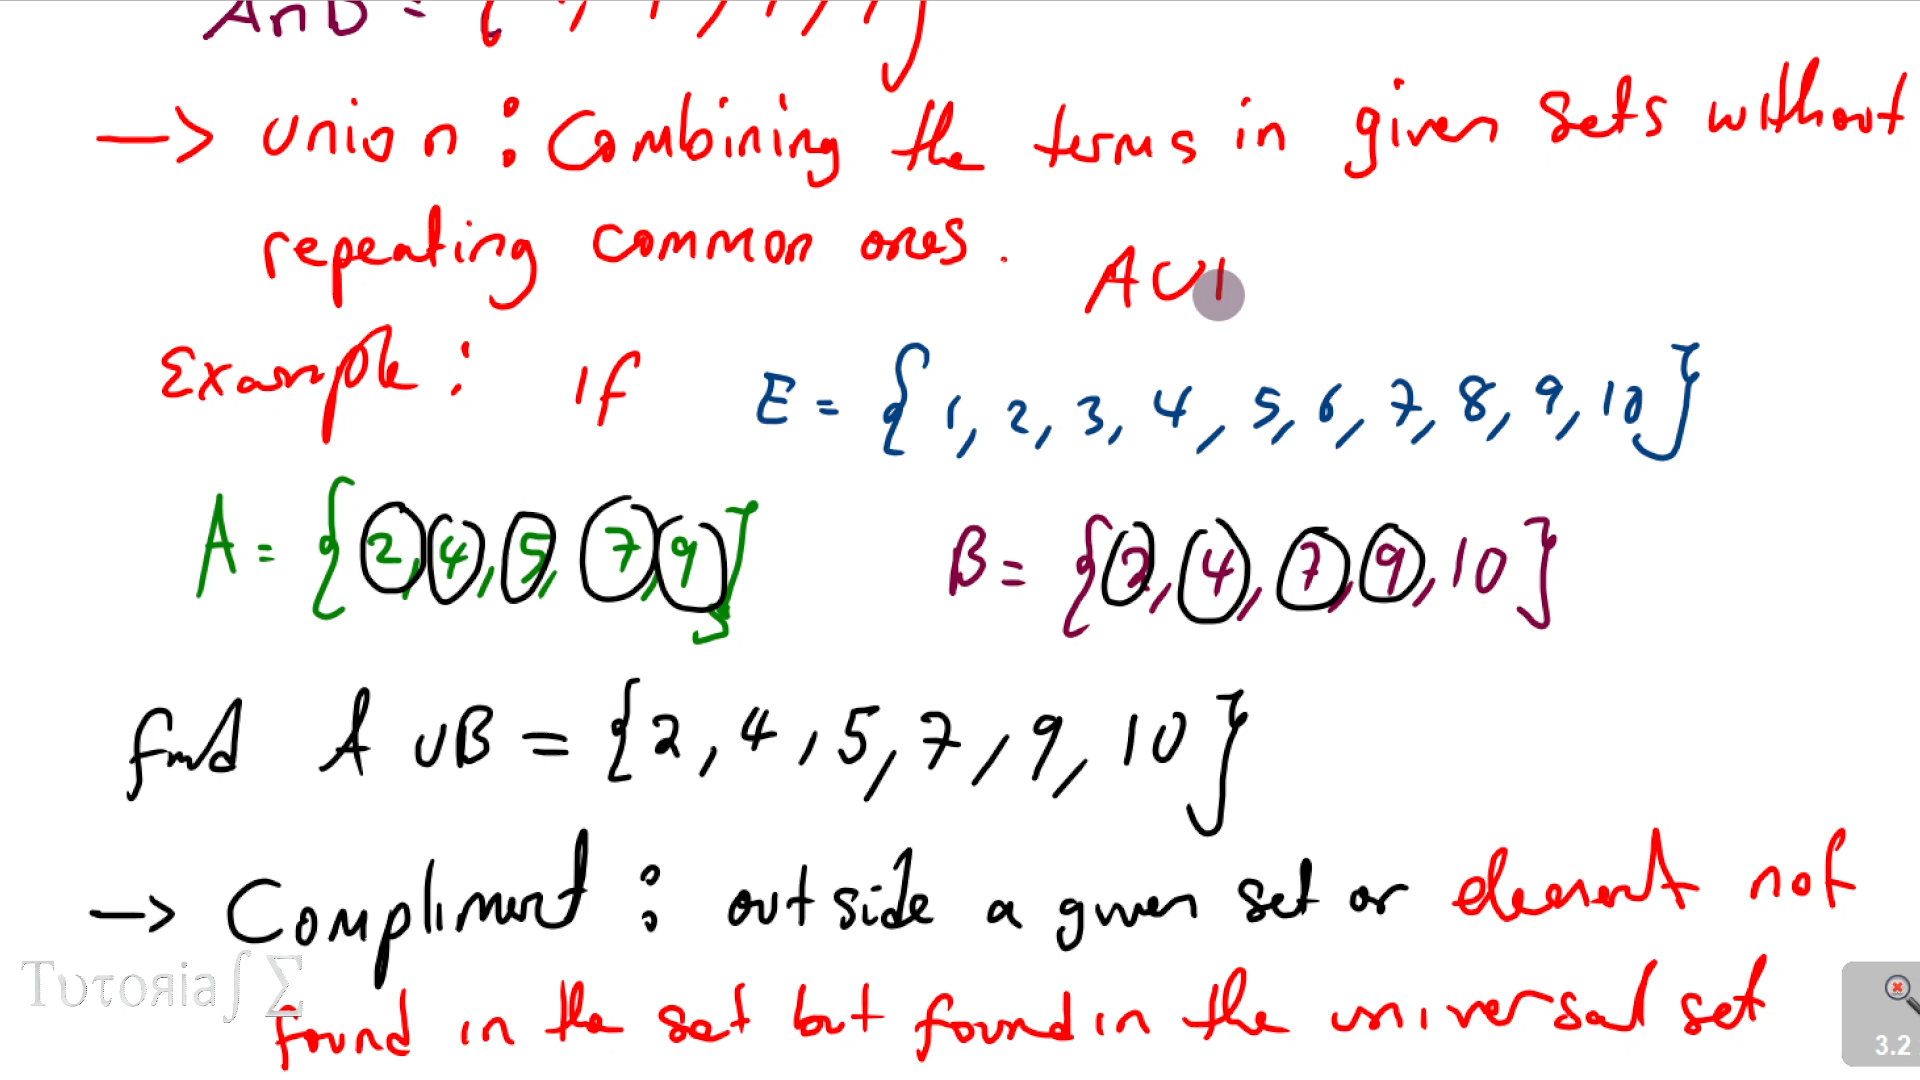 A∩B = {
→ union : Combining the terms in given sets without
repeating common ones. A∪
Example : If E = {1, 2, 3, 4, 5, 6, 7, 8, 9, 10}
A = {2, 4, 5, 7, 9} B = {2, 4, 7, 9, 10}
find A ∪B = {2, 4, 5, 7, 9, 10}
→ Compliment : outside a given set or element not
found in the set but found in the universal set
Tυτοяia∫ Σ
3.2